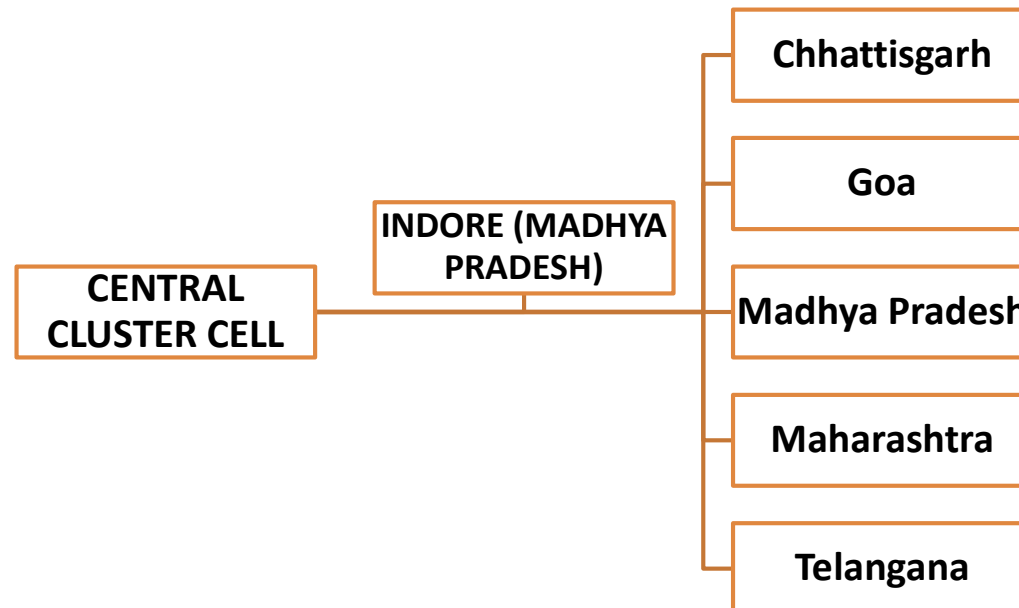 CENTRAL
CLUSTER CELL
INDORE (MADHYA
PRADESH)
Chhattisgarh
Goa
Madhya Pradesh
Maharashtra
Telangana